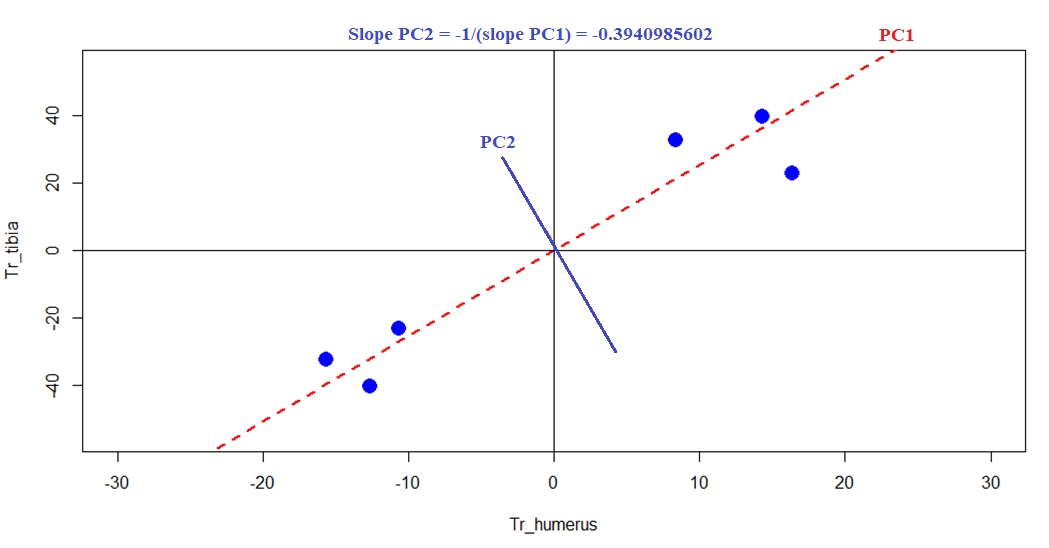 Slope PC2 = -1/(slope PC1) = -0.3940985602
PC1
PC2
Tr_tibia
40
20
0
20
-40
-30
-20
-10
0
10
20
30
Tr_humerus